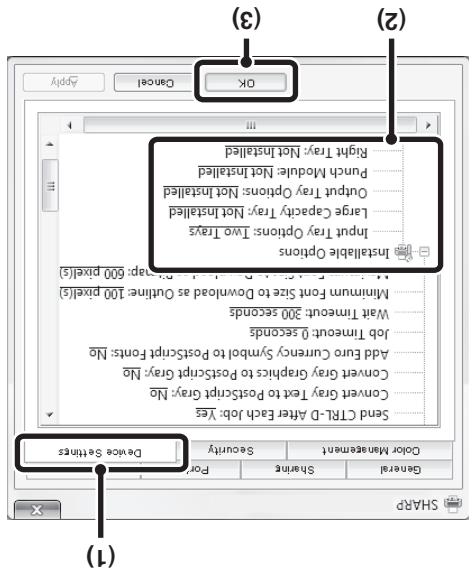 (1)
SHARP
General Sharing Por
Color Management Security Device Settings
Send CTRL-D After Each Job: Yes
Convert Gray Text to PostScript Gray: No
Convert Gray Graphics to PostScript Gray: No
Add Euro Currency Symbol to PostScript Fonts: No
Job Timeout: 0 seconds
Wait Timeout: 300 seconds
Minimum Font Size to Download as Outline: 100 pixel(s)
Maximum Font Size to Download as Bitmap: 600 pixel(s)
Installable Options
Input Tray Options: Two Trays
Large Capacity Tray: Not Installed
Output Tray Options: Not Installed
Punch Module: Not Installed
Right Tray: Not Installed
OK Cancel Apply
(2) (3)